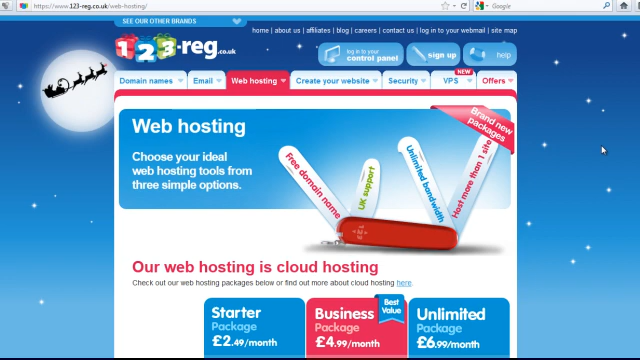 https://www.123-reg.co.uk/web-hosting/
Google
SEE OUR OTHER BRANDS
home | about us | affiliates | blog | careers | contact us | log in to your webmail | site map
123-reg.co.uk
log in to your
control panel
sign up
help
Domain names
Email
Web hosting
Create your website
Security
NEW
VPS
Offers
Brand new
packages
Web hosting
Choose your ideal
web hosting tools from
three simple options.
Free domain name
UK support
Unlimited bandwidth
Host more than 1 site
123
Our web hosting is cloud hosting
Check out our web hosting packages below or find out more about cloud hosting here.
Starter
Package
£2.49/month
Business
Package
£4.99/month
Best
Value
Unlimited
Package
£6.99/month